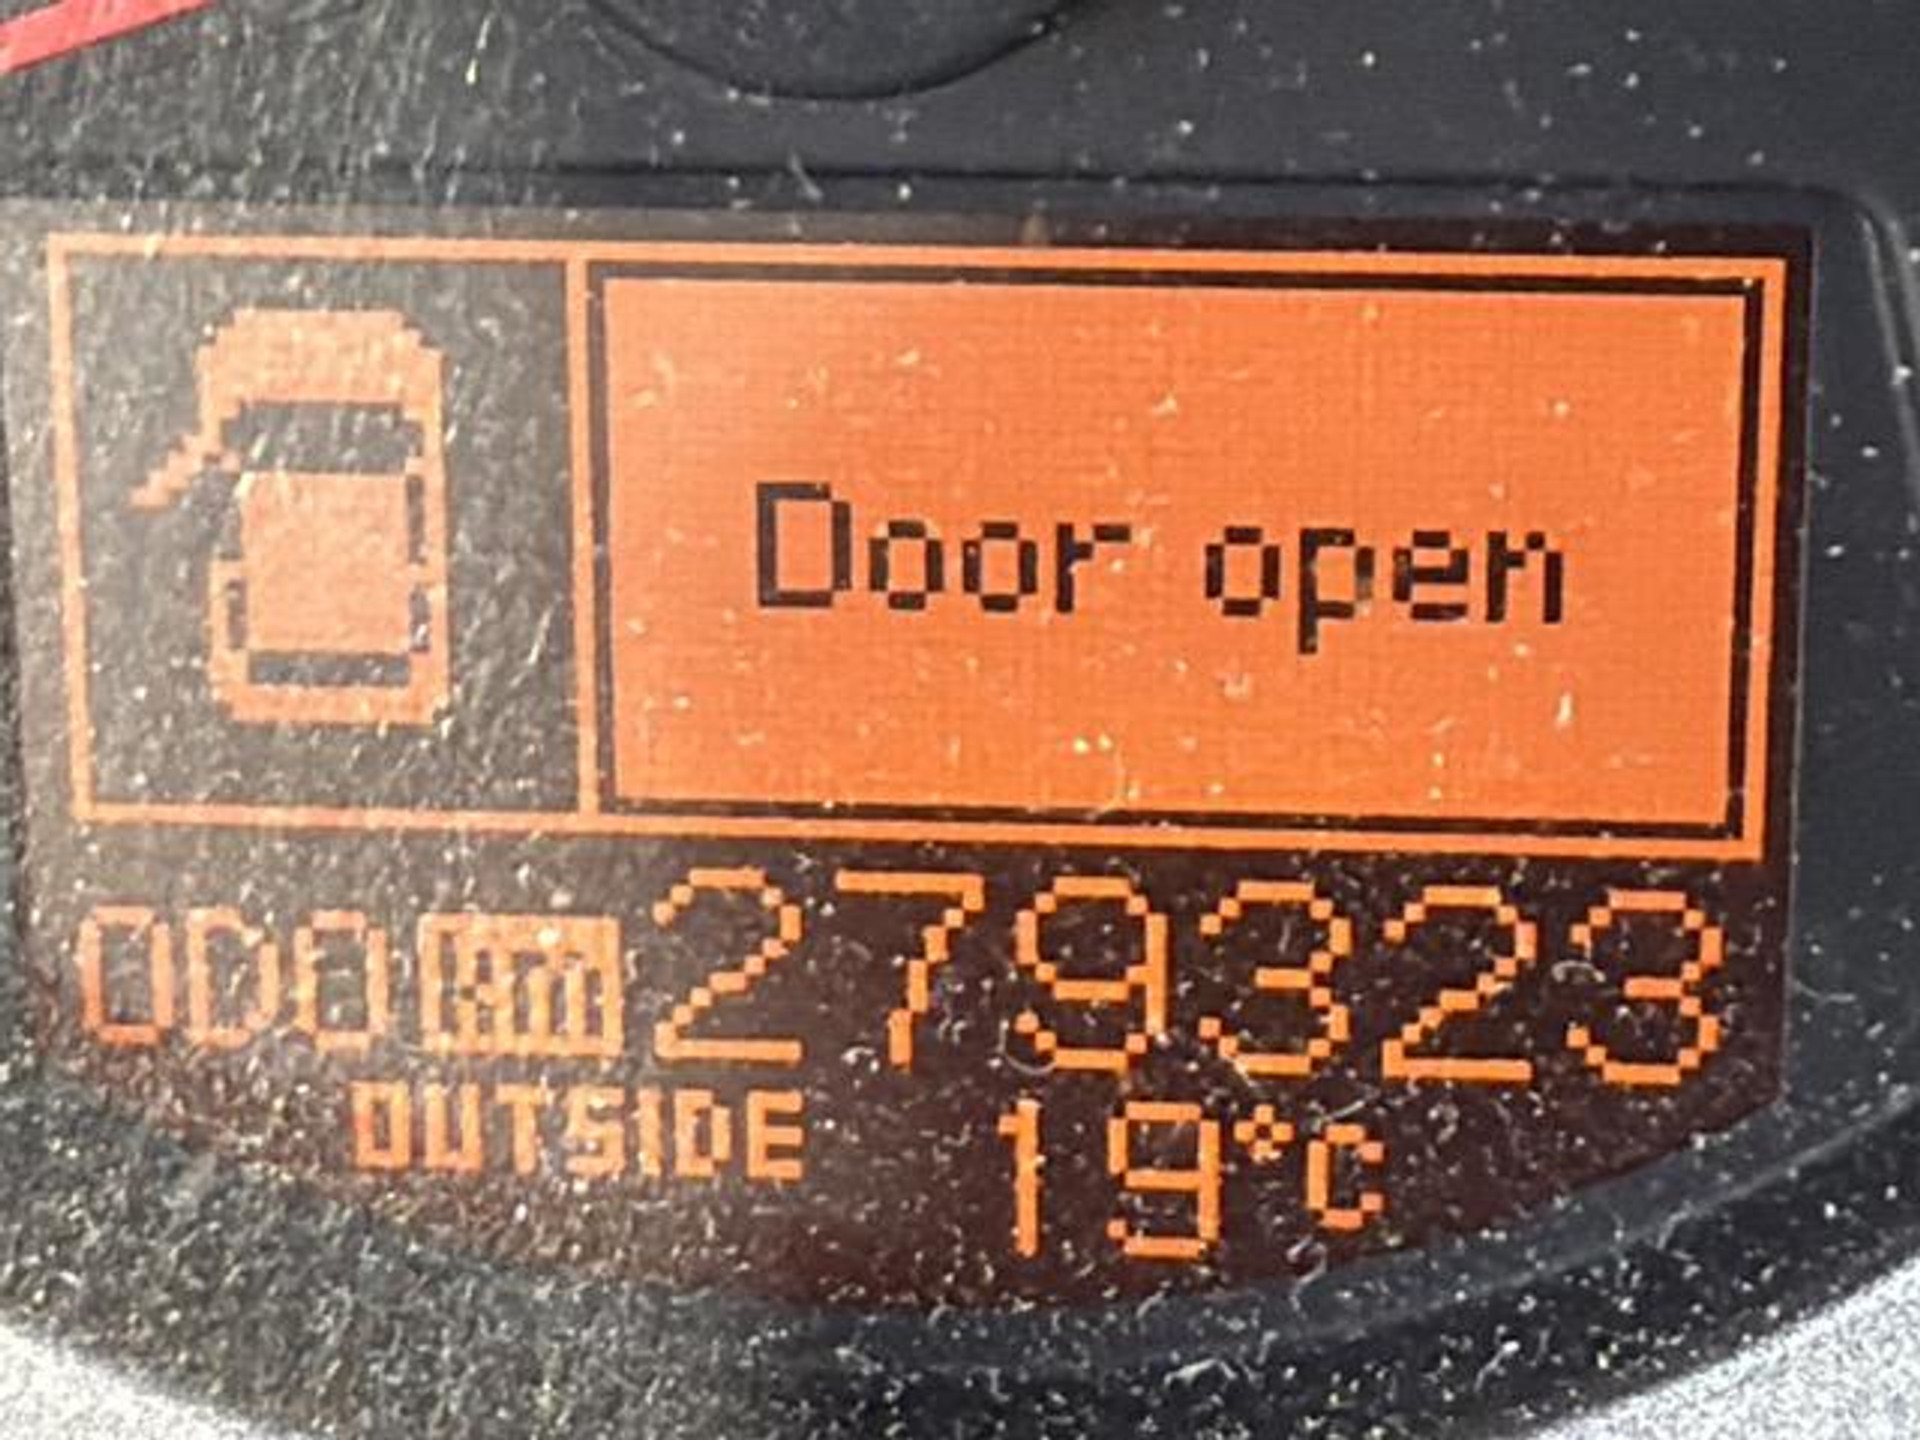 Door open
ODO km 279323
OUTSIDE 19°C